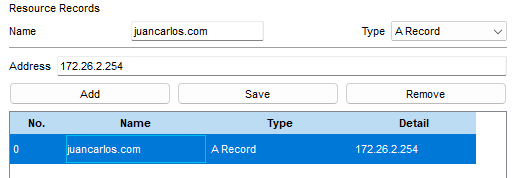 Resource Records
Name juancarlos.com Type A Record
Address 172.26.2.254
Add Save Remove
No. Name Type Detail
0 juancarlos.com A Record 172.26.2.254